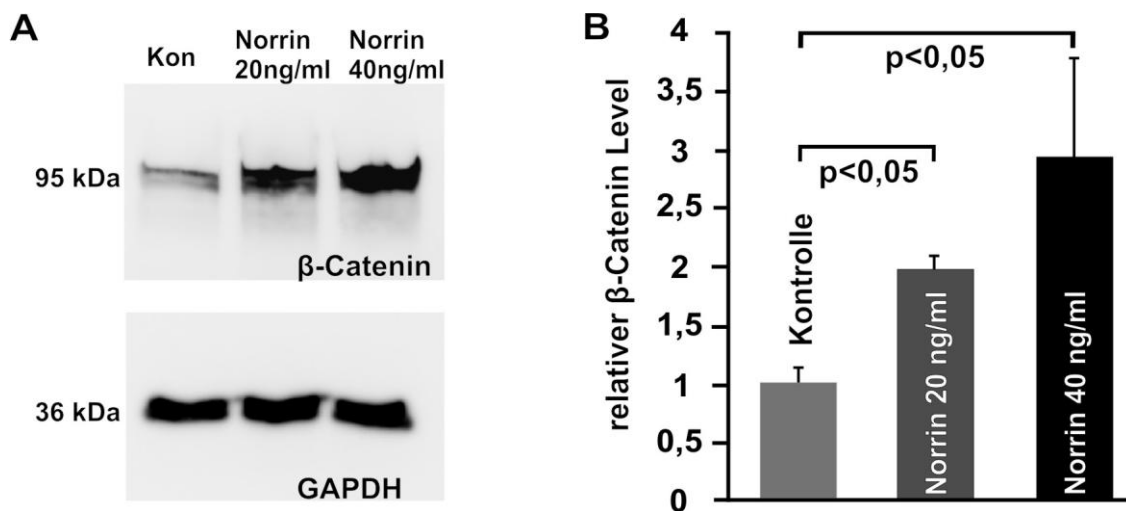 A
Kon
Norrin
20ng/ml
Norrin
40ng/ml
95 kDa
β-Catenin
36 kDa
GAPDH
B
relativer β-Catenin Level
4
3,5
3
2,5
2
1,5
1
0,5
0
p<0,05
p<0,05
Kontrolle
Norrin 20 ng/ml
Norrin 40 ng/ml